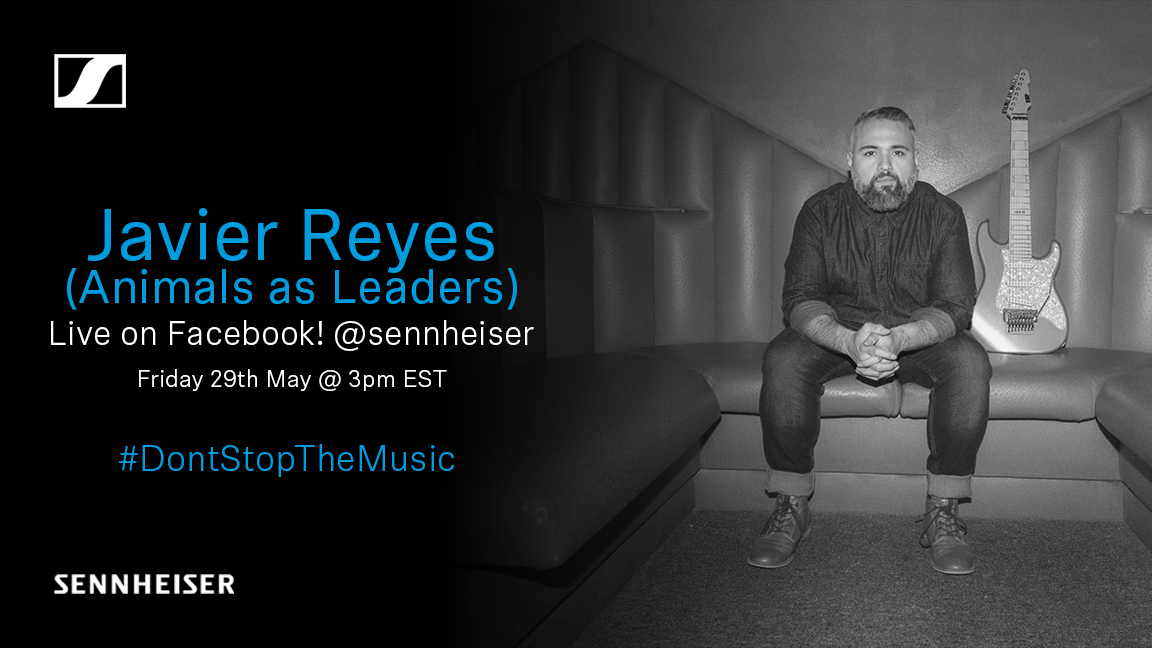 Javier Reyes
(Animals as Leaders)
Live on Facebook! @sennheiser
Friday 29th May @ 3pm EST
#DontStopTheMusic
SENNHEISER